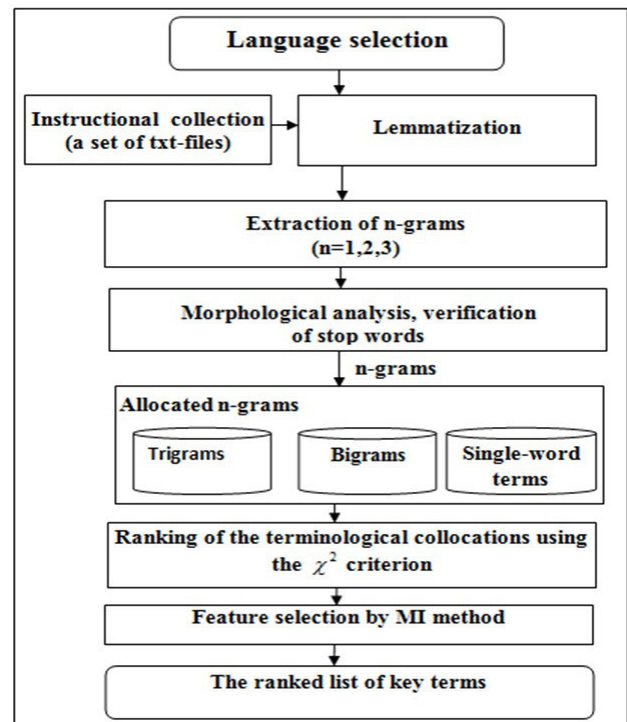 Language selection
Instructional collection
(a set of txt-files)
Lemmatization
Extraction of n-grams
(n=1,2,3)
Morphological analysis, verification
of stop words
n-grams
Allocated n-grams
Trigrams
Bigrams
Single-word
terms
Ranking of the terminological collocations using
the χ² criterion
Feature selection by MI method
The ranked list of key terms